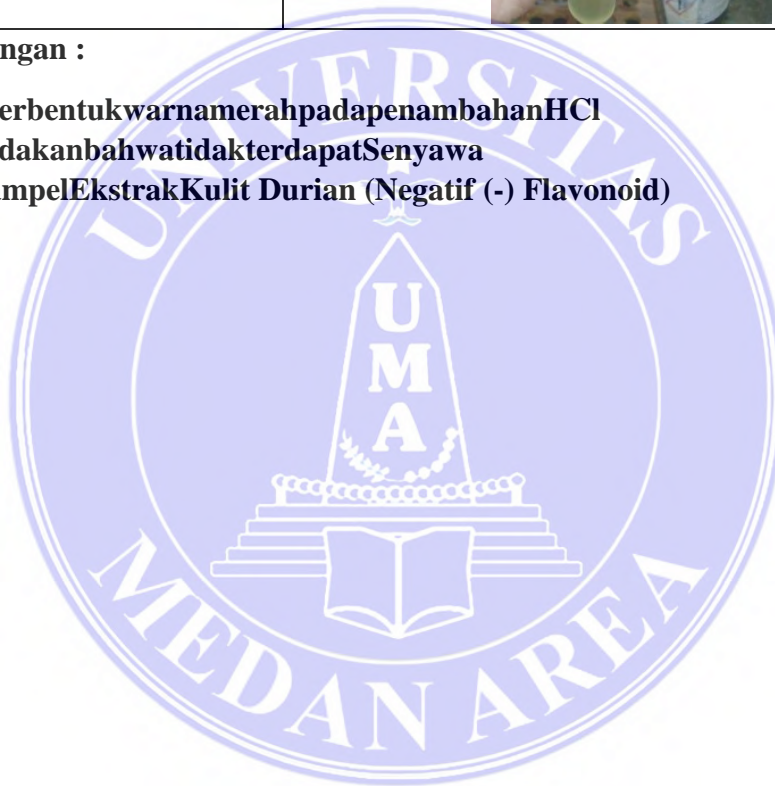 ngan :
erbentukwarnamerahpadapenambahanHCl
dakanbahwatidakterdapatSenyawa
mpelEkstrakKulit Durian (Negatif (-) Flavonoid)
UNIVERSITAS
U
M
A
MEDAN AREA